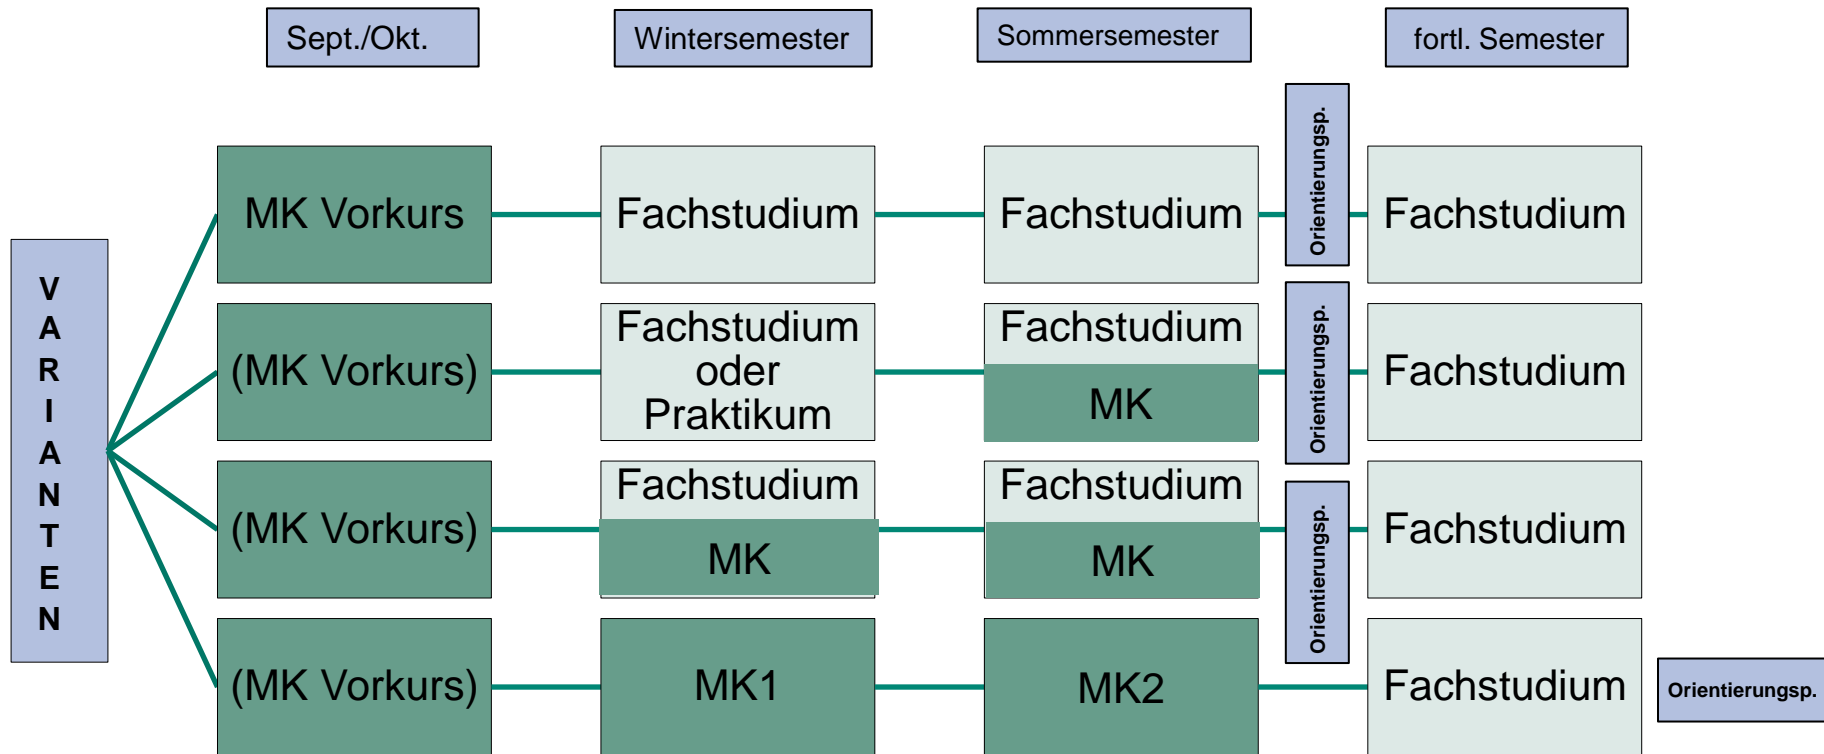 Sept./Okt.
Wintersemester
Sommersemester
fortl. Semester
VARIANTEN
MK Vorkurs
Fachstudium
Fachstudium
Orientierungsp.
Fachstudium
(MK Vorkurs)
Fachstudium
oder
Praktikum
Fachstudium
MK
Orientierungsp.
Fachstudium
(MK Vorkurs)
Fachstudium
MK
Fachstudium
MK
Orientierungsp.
Fachstudium
(MK Vorkurs)
MK1
MK2
Fachstudium
Orientierungsp.